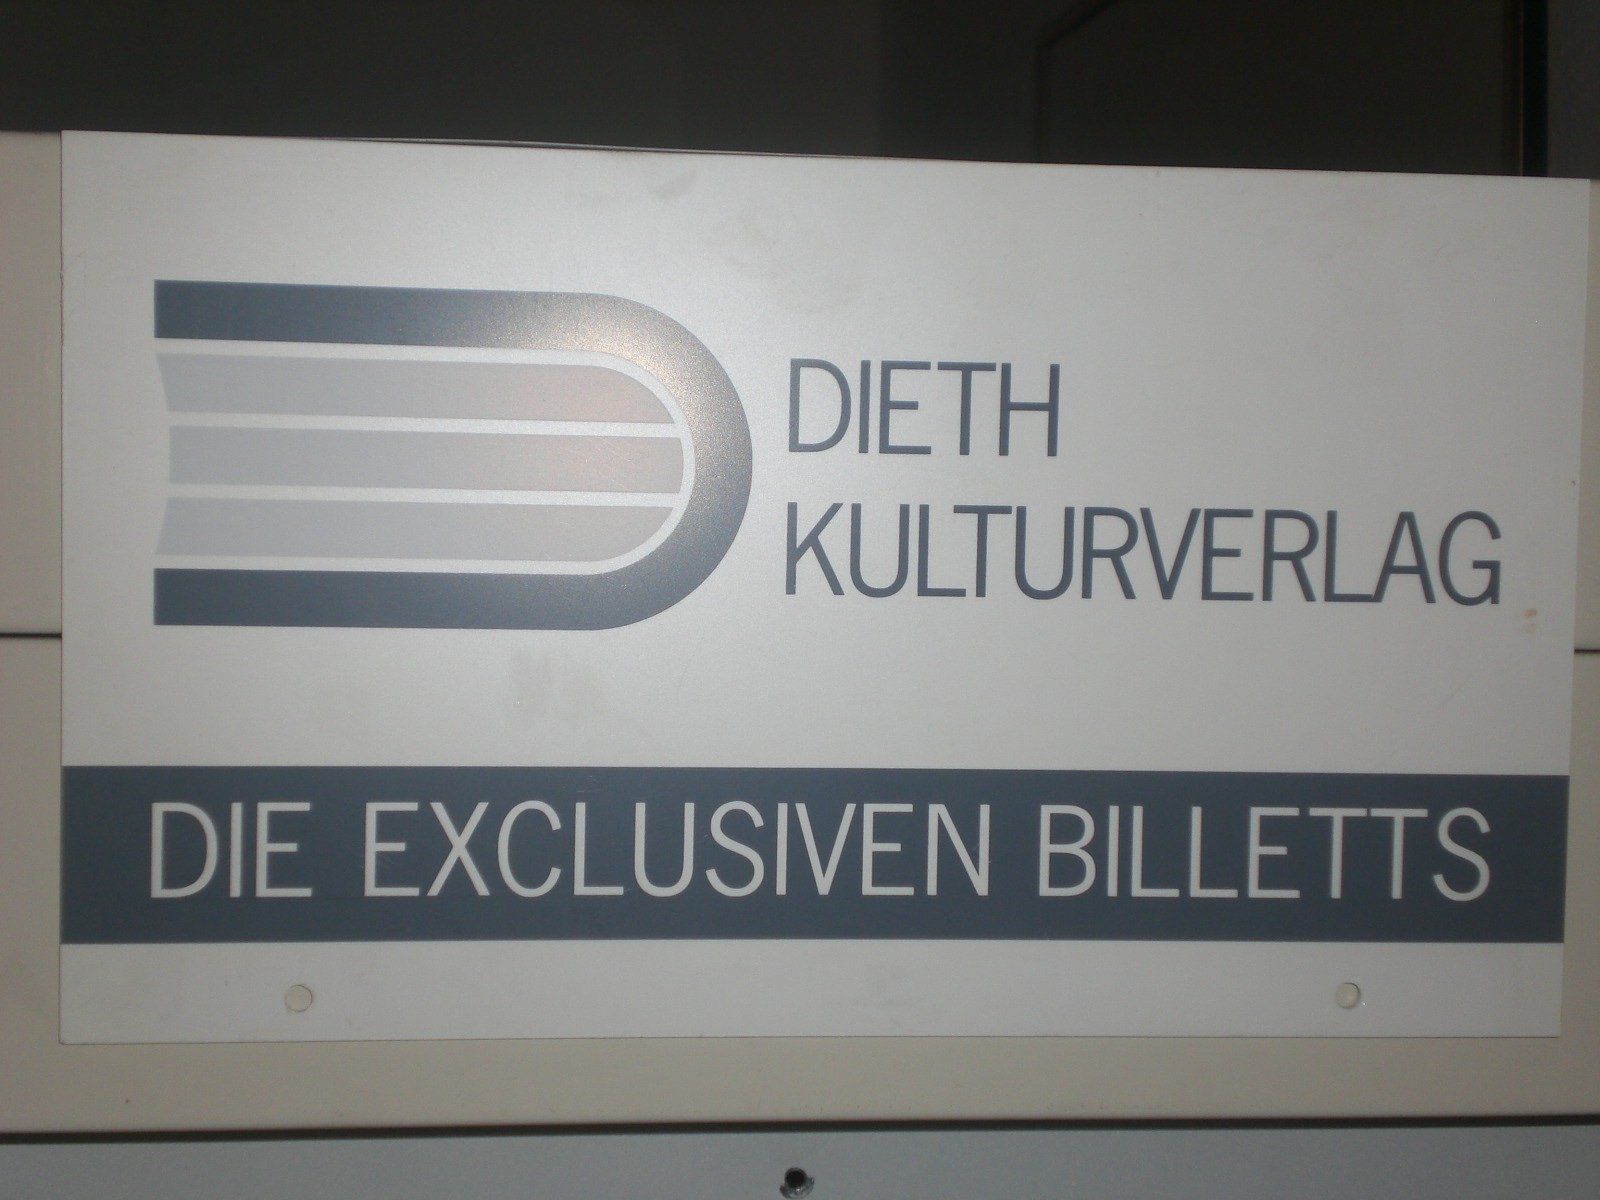 DIETH
KULTURVERLAG
DIE EXCLUSIVEN BILLETTS